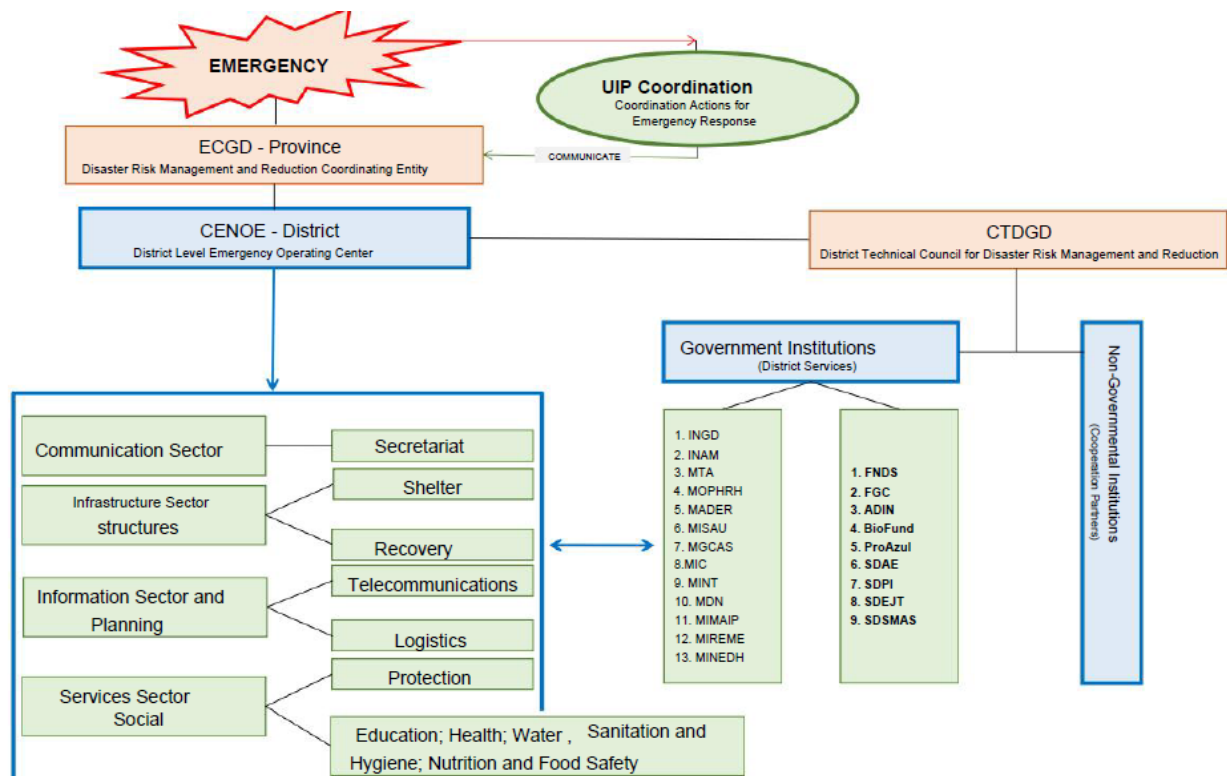 EMERGENCY
UIP Coordination
Coordination Actions for
Emergency Response
ECGD - Province
Disaster Risk Management and Reduction Coordinating Entity
COMMUNICATE
CENOE - District
District Level Emergency Operating Center
CTDGD
District Technical Council for Disaster Risk Management and Reduction
Government Institutions
(District Services)
Non-Governmental Institutions
(Cooperation Partners)
Communication Sector
Secretariat
Infrastructure Sector
structures
Shelter
Recovery
Information Sector and
Planning
Telecommunications
Logistics
Services Sector
Social
Protection
Education; Health; Water , Sanitation and
Hygiene; Nutrition and Food Safety
1. INGD
2. INAM
3. MTA
4. MOPHRH
5. MADER
6. MISAU
7. MGCAS
8.MIC
9. MINT
10. MDN
11. MIMAIP
12. MIREME
13. MINEDH
1. FNDS
2. FGC
3. ADIN
4. BioFund
5. ProAzul
6. SDAE
7. SDPI
8. SDEJT
9. SDSMAS